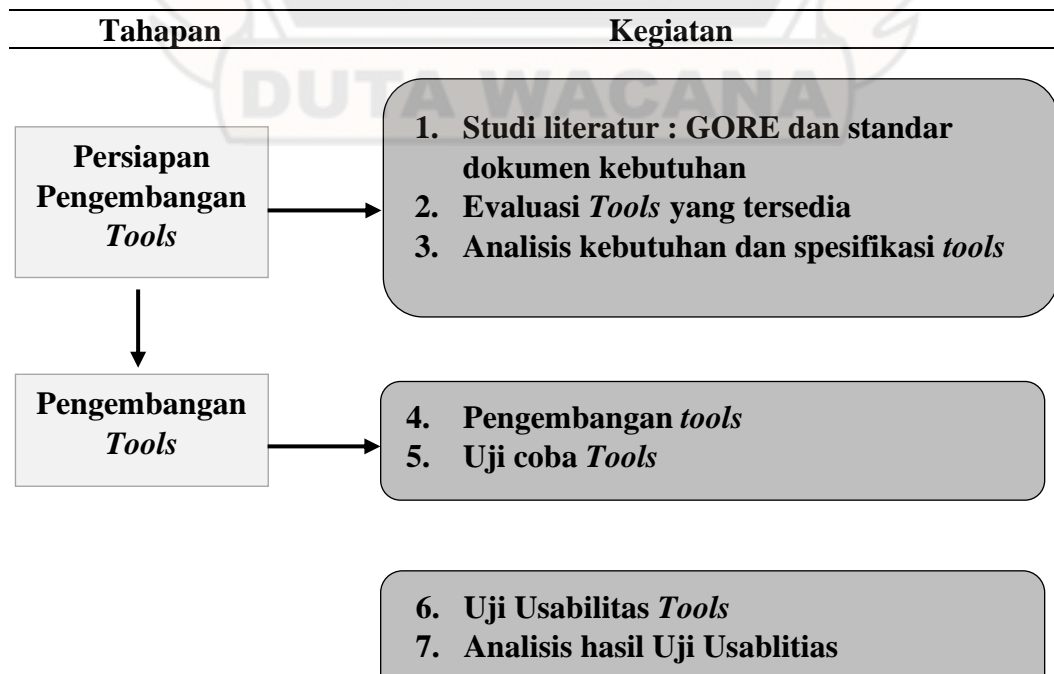 Tahapan Kegiatan
DUTA WACANA
Persiapan
Pengembangan
Tools
1. Studi literatur : GORE dan standar
dokumen kebutuhan
2. Evaluasi Tools yang tersedia
3. Analisis kebutuhan dan spesifikasi tools
Pengembangan
Tools
4. Pengembangan tools
5. Uji coba Tools
6. Uji Usabilitas Tools
7. Analisis hasil Uji Usablitias